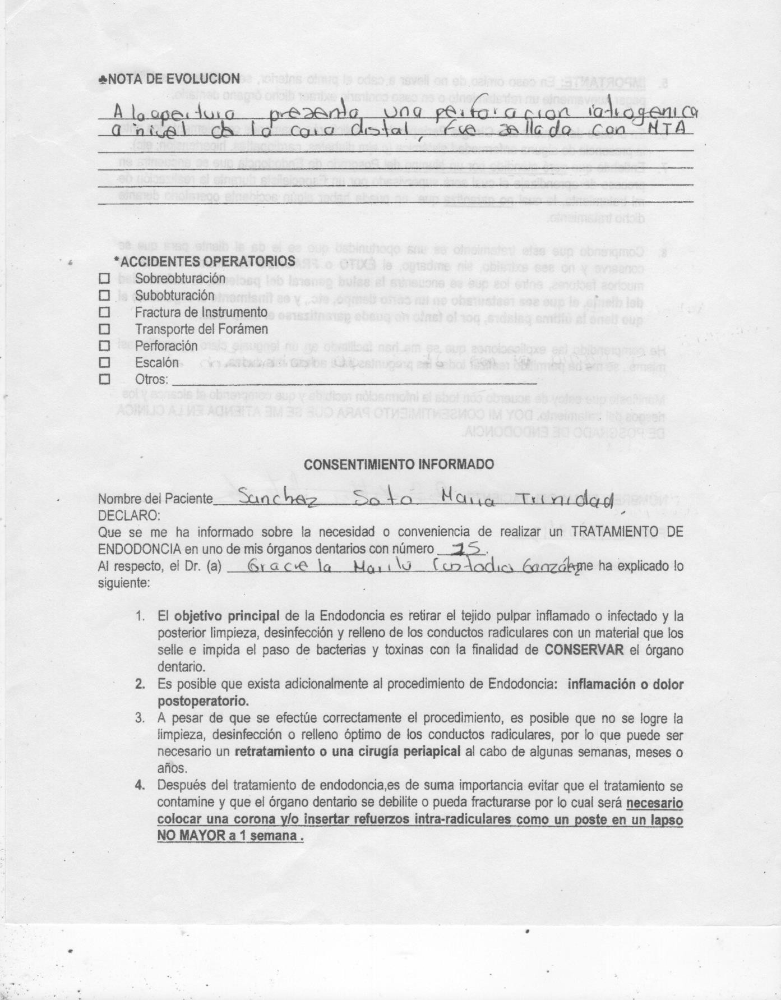 ♣NOTA DE EVOLUCION
A la apertura presenta una perforacion iatrogenica
a nivel de la cara distal, Fue sellada con MTA
*ACCIDENTES OPERATORIOS
☐ Sobreobturación
☐ Subobturación
☐ Fractura de Instrumento
☐ Transporte del Forámen
☐ Perforación
☐ Escalón
☐ Otros:
CONSENTIMIENTO INFORMADO
Nombre del Paciente Sanchez Soto Maria Trinidad,
DECLARO:
Que se me ha informado sobre la necesidad o conveniencia de realizar un TRATAMIENTO DE
ENDODONCIA en uno de mis órganos dentarios con número 15.
Al respecto, el Dr. (a) Graciela Marilú Custodio González me ha explicado lo
siguiente:
1. El objetivo principal de la Endodoncia es retirar el tejido pulpar inflamado o infectado y la
posterior limpieza, desinfección y relleno de los conductos radiculares con un material que los
selle e impida el paso de bacterias y toxinas con la finalidad de CONSERVAR el órgano
dentario.
2. Es posible que exista adicionalmente al procedimiento de Endodoncia: inflamación o dolor
postoperatorio.
3. A pesar de que se efectúe correctamente el procedimiento, es posible que no se logre la
limpieza, desinfección o relleno óptimo de los conductos radiculares, por lo que puede ser
necesario un retratamiento o una cirugía periapical al cabo de algunas semanas, meses o
años.
4. Después del tratamiento de endodoncia,es de suma importancia evitar que el tratamiento se
contamine y que el órgano dentario se debilite o pueda fracturarse por lo cual será necesario
colocar una corona y/o insertar refuerzos intra-radiculares como un poste en un lapso
NO MAYOR a 1 semana .